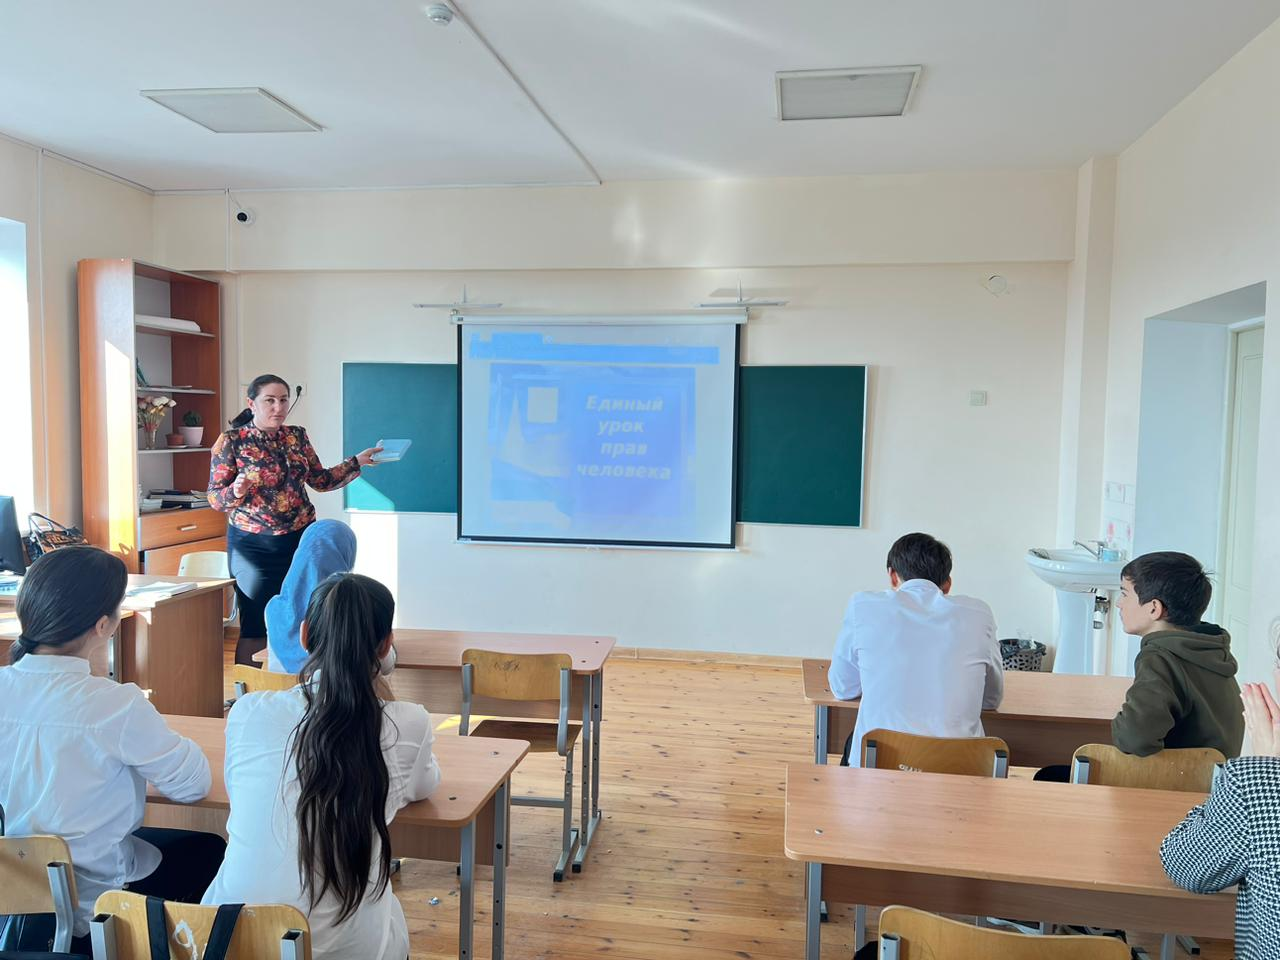 Единый
урок
прав
человека